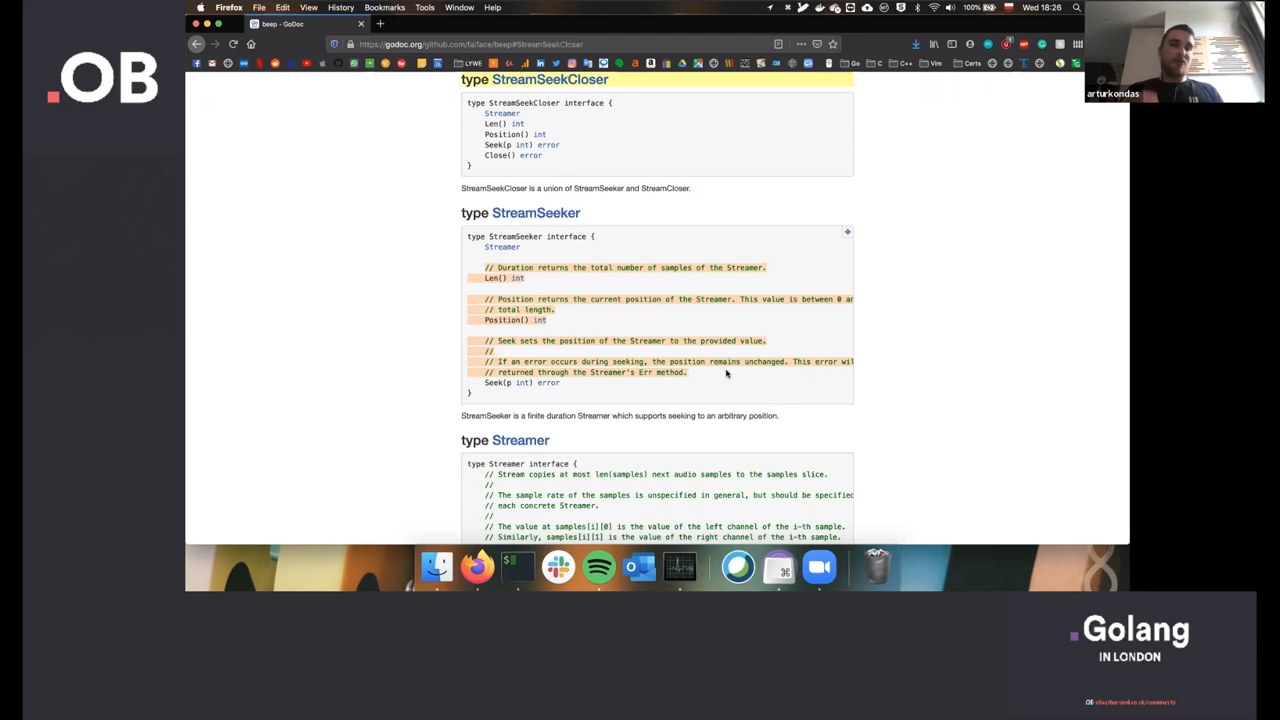 .OB
Firefox File Edit View History Bookmarks Tools Window Help
100% Wed 18:26
beep - GoDoc
https://godoc.org/github.com/faiface/beep#StreamSeekCloser
LYWE
Go
C
C++
Vim
Certs
arturkondas
type StreamSeekCloser
type StreamSeekCloser interface {
Streamer
Len() int
Position() int
Seek(p int) error
Close() error
}
StreamSeekCloser is a union of StreamSeeker and StreamCloser.
type StreamSeeker
type StreamSeeker interface {
Streamer
// Duration returns the total number of samples of the Streamer.
Len() int
// Position returns the current position of the Streamer. This value is between 0 an
// total length.
Position() int
// Seek sets the position of the Streamer to the provided value.
//
// If an error occurs during seeking, the position remains unchanged. This error wil
// returned through the Streamer's Err method.
Seek(p int) error
}
StreamSeeker is a finite duration Streamer which supports seeking to an arbitrary position.
type Streamer
type Streamer interface {
// Stream copies at most len(samples) next audio samples to the samples slice.
//
// The sample rate of the samples is unspecified in general, but should be specified
// each concrete Streamer.
//
// The value at samples[i][0] is the value of the left channel of the i-th sample.
// Similarly, samples[i][1] is the value of the right channel of the i-th sample.
.Golang
IN LONDON
.OB